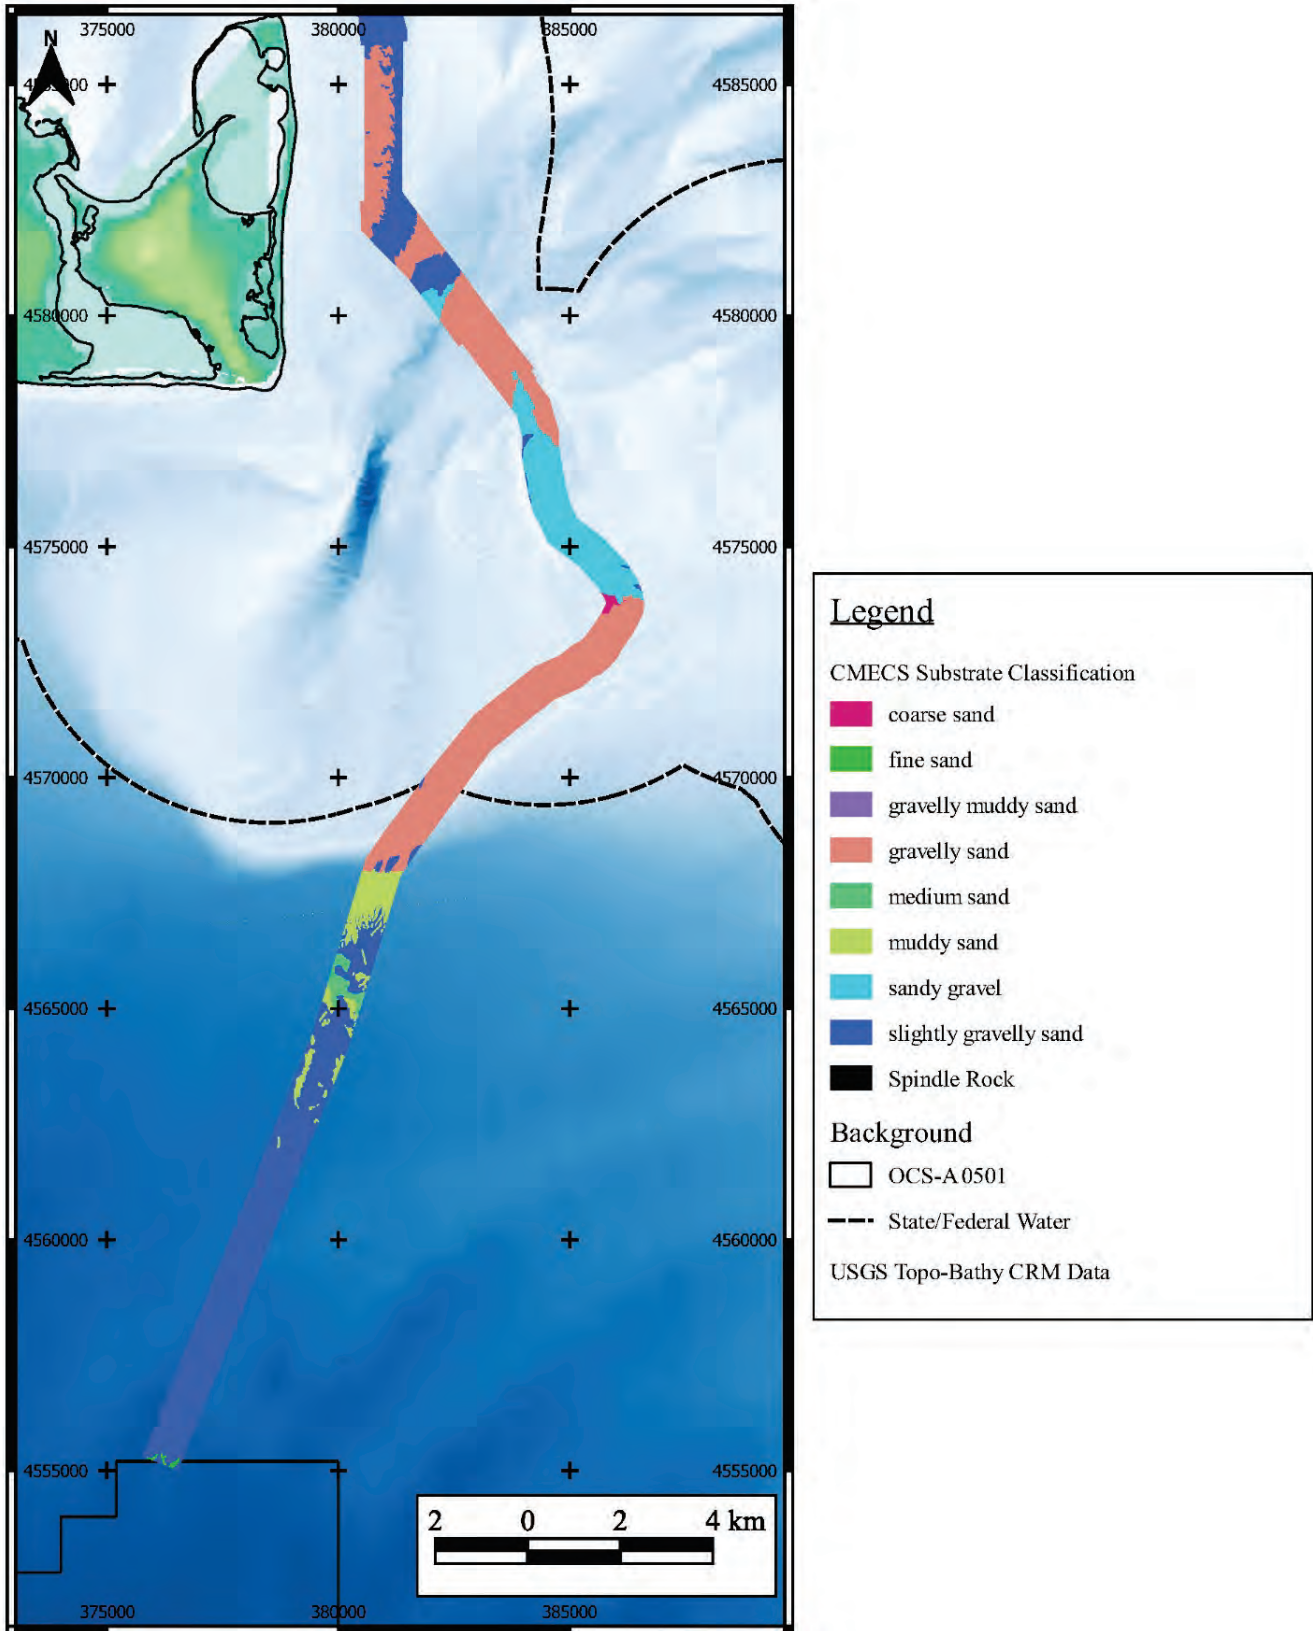 375000 380000 385000
N
4585000 4585000
4580000 4580000
4575000 4575000
4570000 4570000
4565000 4565000
4560000 4560000
4555000 4555000
2 0 2 4 km
375000 380000 385000
Legend
CMECS Substrate Classification
coarse sand
fine sand
gravelly muddy sand
gravelly sand
medium sand
muddy sand
sandy gravel
slightly gravelly sand
Spindle Rock
Background
OCS-A 0501
State/Federal Water
USGS Topo-Bathy CRM Data